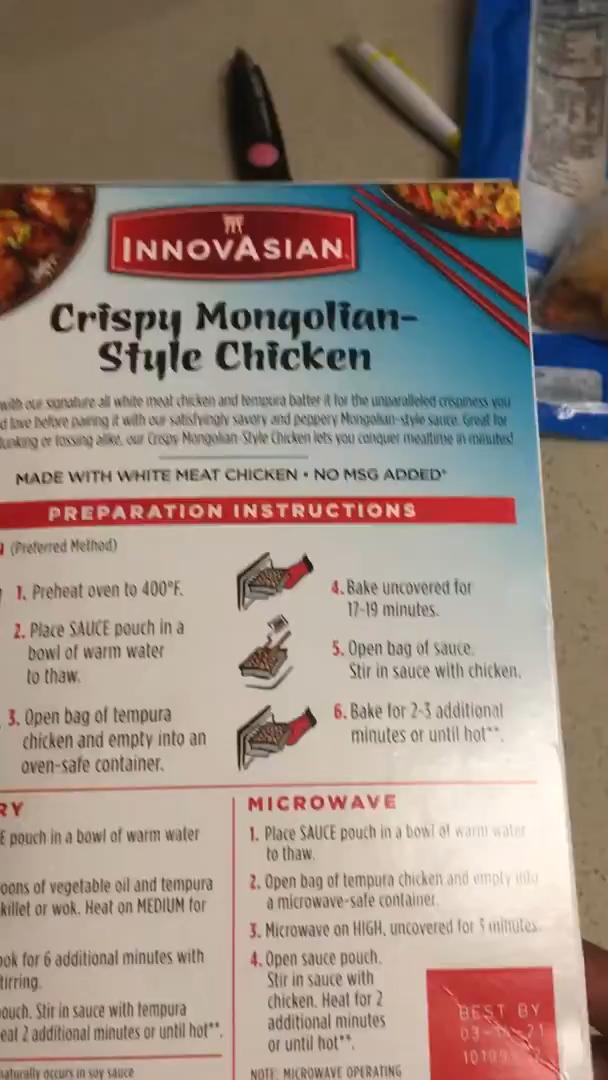 INNOVASIAN
Crispy Mongolian-
Style Chicken
with our signature all white meat chicken and tempura batter it for the unparalleled crispiness you
d love before pairing it with our satisfyingly savory and peppery Mongolian-style sauce. Great for
unking or tossing alike, our Crispy Mongolian-Style Chicken lets you conquer mealtime in minutes!
MADE WITH WHITE MEAT CHICKEN • NO MSG ADDED*
PREPARATION INSTRUCTIONS
(Preferred Method)
1. Preheat oven to 400°F.
2. Place SAUCE pouch in a
bowl of warm water
to thaw.
3. Open bag of tempura
chicken and empty into an
oven-safe container.
4. Bake uncovered for
17-19 minutes.
5. Open bag of sauce.
Stir in sauce with chicken.
6. Bake for 2-3 additional
minutes or until hot**.
RY
E pouch in a bowl of warm water
oons of vegetable oil and tempura
killet or wok. Heat on MEDIUM for
ook for 6 additional minutes with
tirring.
ouch. Stir in sauce with tempura
eat 2 additional minutes or until hot**.
naturally occurs in soy sauce
MICROWAVE
1. Place SAUCE pouch in a bowl of warm water
to thaw.
2. Open bag of tempura chicken and empty into
a microwave-safe container.
3. Microwave on HIGH, uncovered for 3 minutes.
4. Open sauce pouch.
Stir in sauce with
chicken. Heat for 2
additional minutes
or until hot**.
NOTE: MICROWAVE OPERATING
BEST BY